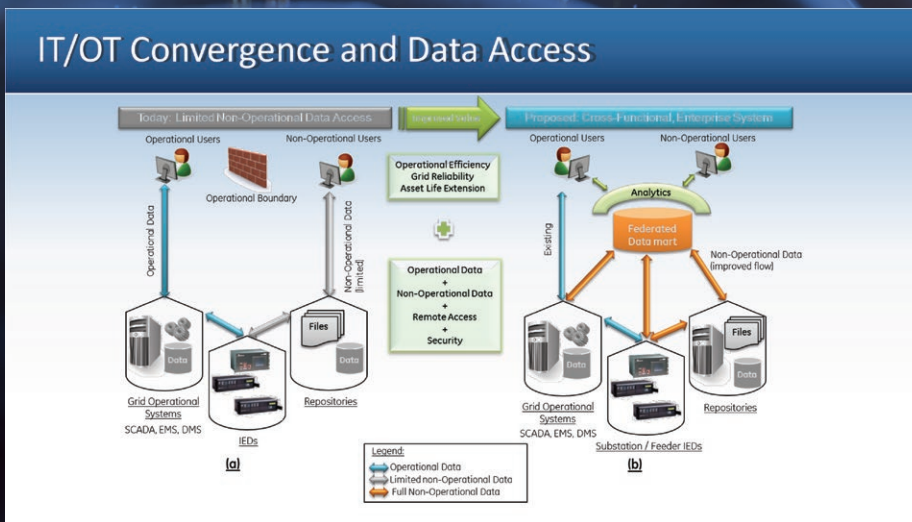 IT/OT Convergence and Data Access
Today: Limited Non-Operational Data Access
Proposed: Cross-Functional, Enterprise System
Operational Users
Non-Operational Users
Operational Boundary
Operational Data
Non-Operational Data
(limited)
Files
Data
Data
Grid Operational
Systems
SCADA, EMS, DMS
IEDs
Repositories
(a)
Operational Efficiency
Grid Reliability
Asset Life Extension
Operational Data
+
Non-Operational Data
+
Remote Access
+
Security
Operational Users
Non-Operational Users
Analytics
Federated
Data mart
Existing
Non-Operational Data
(improved flow)
Files
Data
Data
Grid Operational
Systems
SCADA, EMS, DMS
Substation / Feeder IEDs
Repositories
(b)
Legend:
Operational Data
Limited non-Operational Data
Full Non-Operational Data